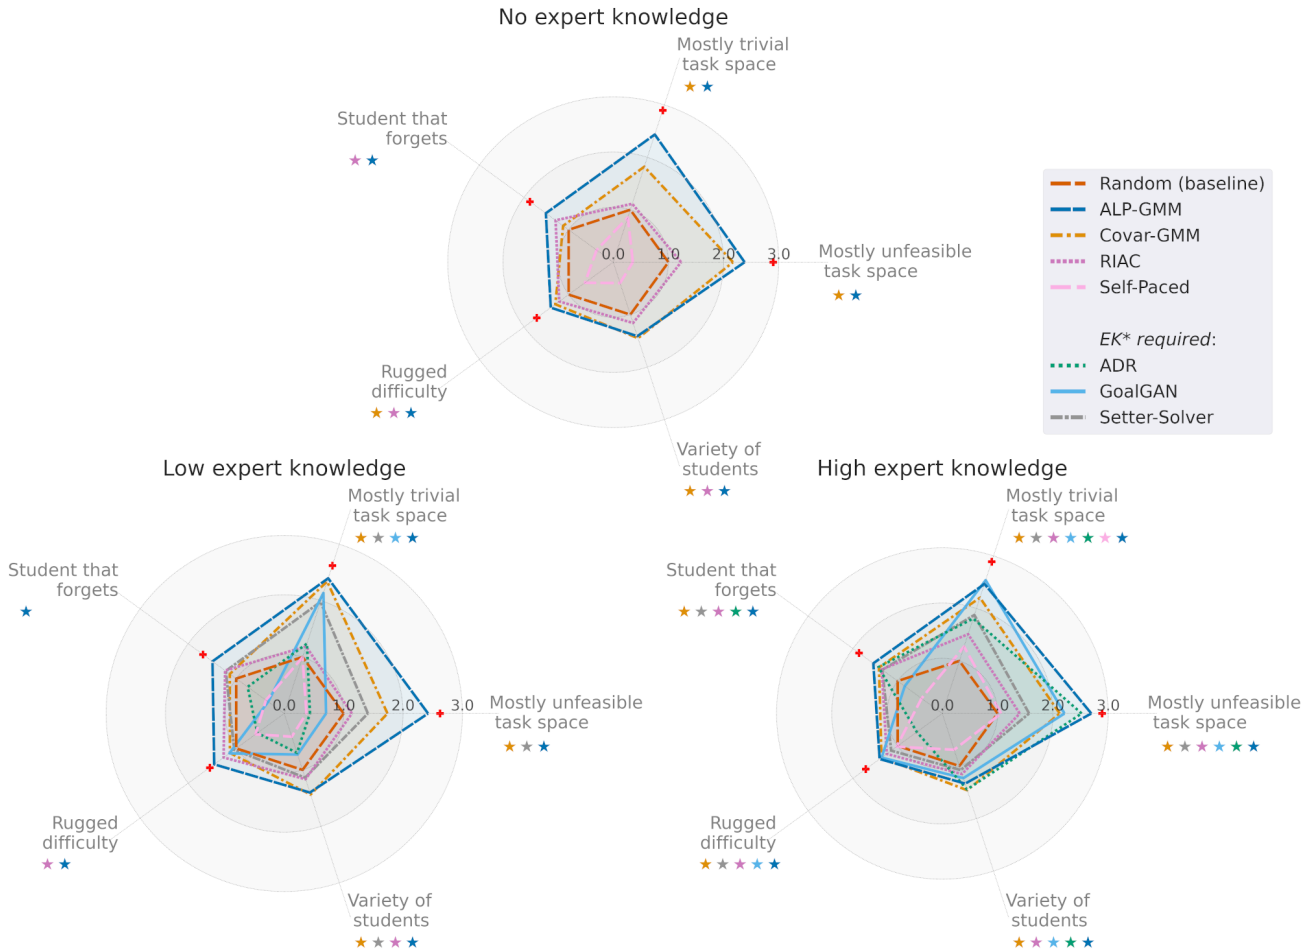 No expert knowledge
Mostly trivial
task space
Student that
forgets
0.0
1.0
2.0
3.0
Mostly unfeasible
task space
Rugged
difficulty
Variety of
students
Random (baseline)
ALP-GMM
Covar-GMM
RIAC
Self-Paced
EK* required:
ADR
GoalGAN
Setter-Solver
Low expert knowledge
Mostly trivial
task space
Student that
forgets
0.0
1.0
2.0
3.0
Mostly unfeasible
task space
Rugged
difficulty
Variety of
students
High expert knowledge
Mostly trivial
task space
Student that
forgets
0.0
1.0
2.0
3.0
Mostly unfeasible
task space
Rugged
difficulty
Variety of
students